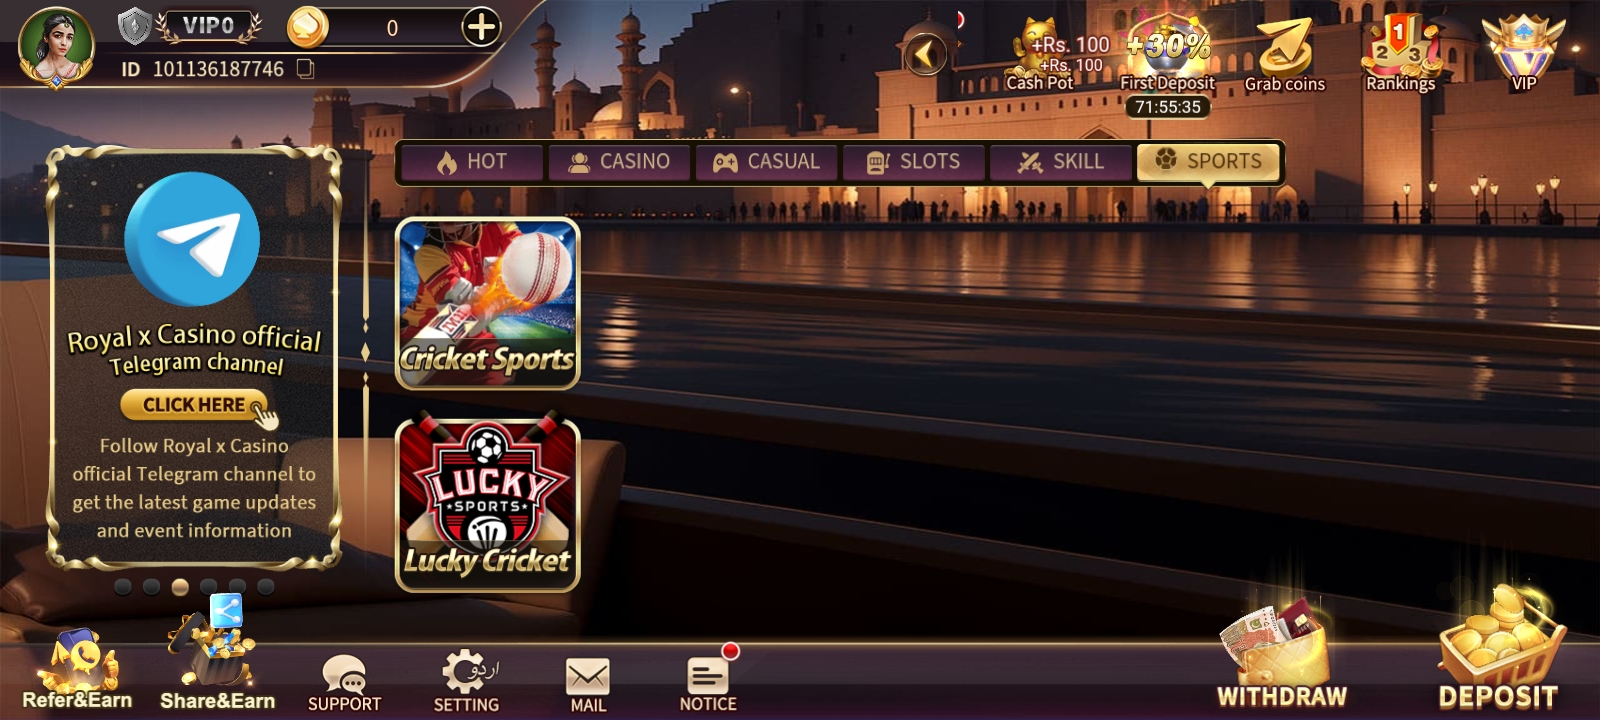 VIP0
0
ID 101136187746
+Rs. 100
+Rs. 100
Cash Pot
+30%
First Deposit
71:55:35
Grab coins
1
2 3
Rankings
VIP
HOT
CASINO
CASUAL
SLOTS
SKILL
SPORTS
Royal x Casino official
Telegram channel
CLICK HERE
Follow Royal x Casino
official Telegram channel to
get the latest game updates
and event information
Cricket Sports
LUCKY
SPORTS
Lucky Cricket
Refer&Earn
Share&Earn
SUPPORT
اردو
SETTING
MAIL
NOTICE
WITHDRAW
DEPOSIT